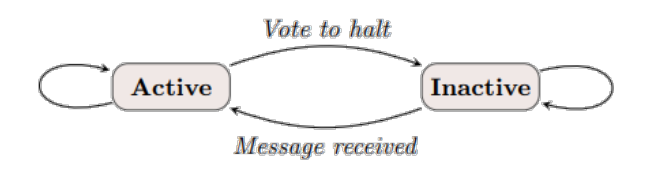 Vote to halt
Active
Inactive
Message received